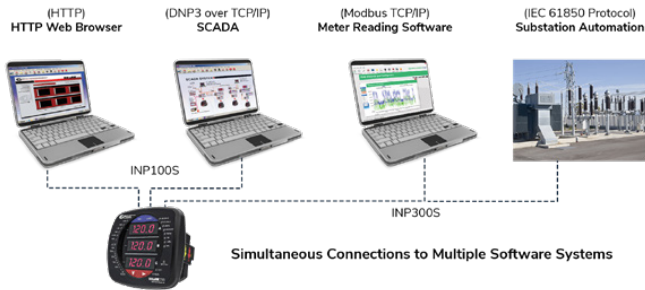 (HTTP)
HTTP Web Browser
(DNP3 over TCP/IP)
SCADA
(Modbus TCP/IP)
Meter Reading Software
(IEC 61850 Protocol)
Substation Automation
INP100S
INP300S
120.0
120.0
120.0
Simultaneous Connections to Multiple Software Systems